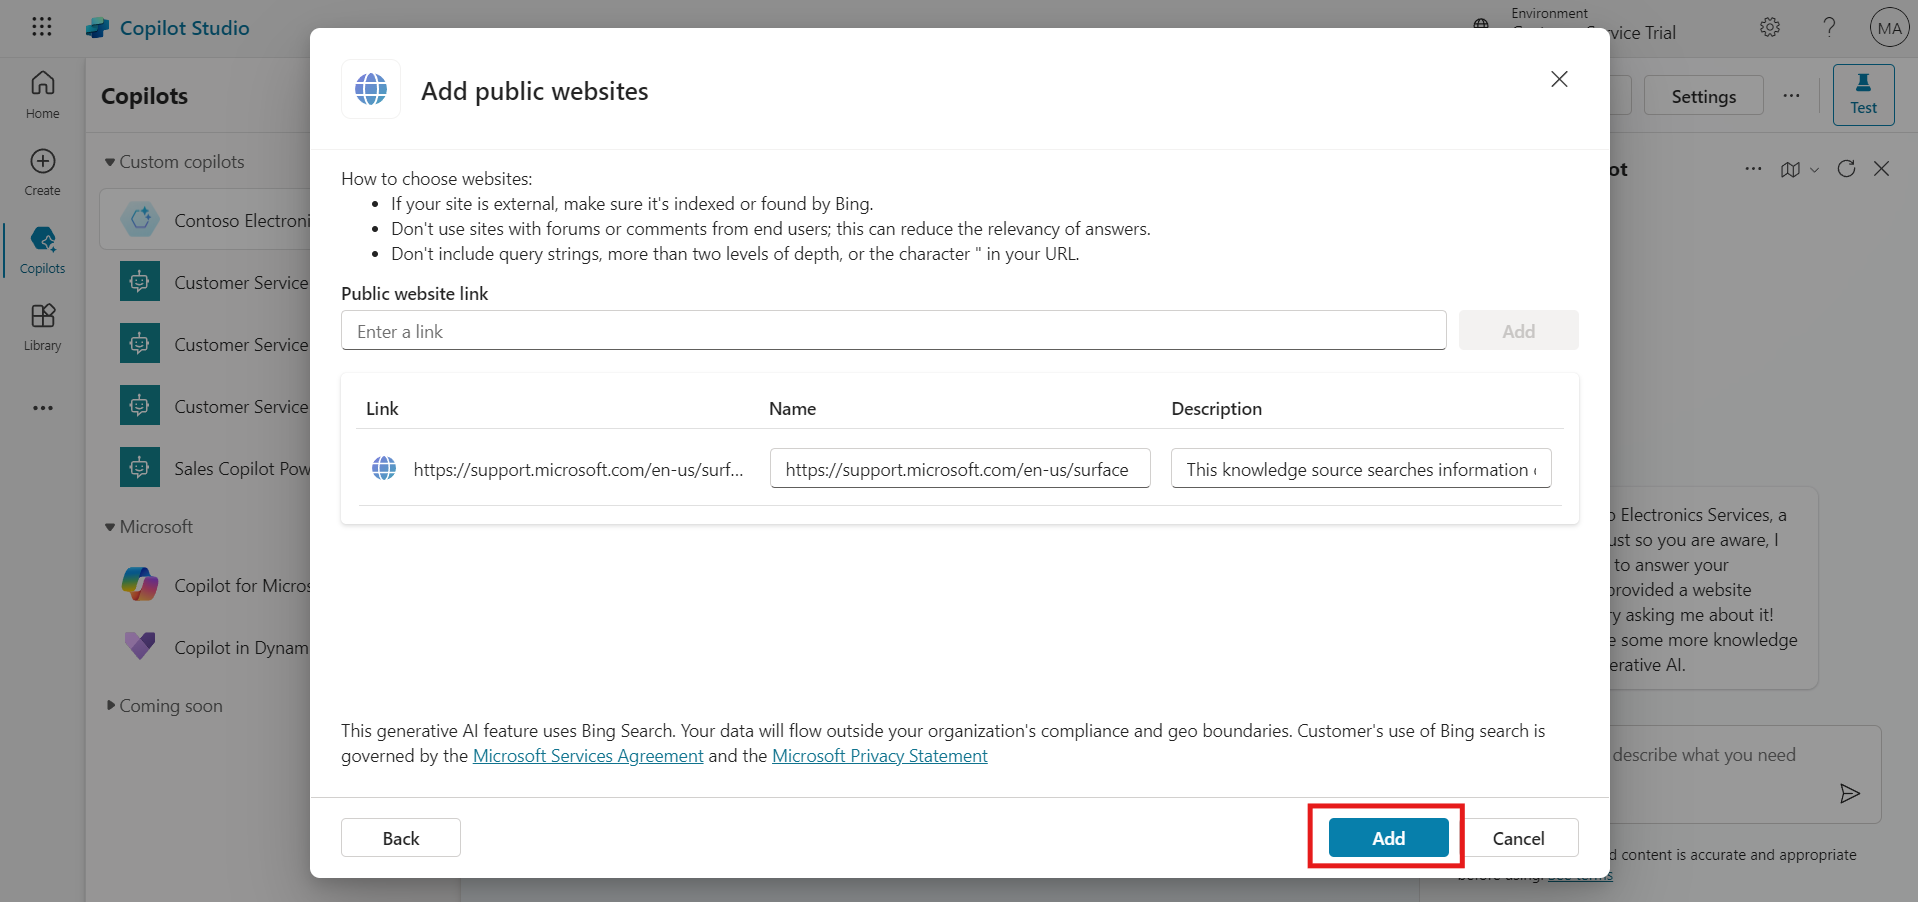 Copilot Studio
Environment
vice Trial
MA
Home
Create
Copilots
Library
Copilots
Custom copilots
Contoso Electroni
Customer Service
Customer Service
Customer Service
Sales Copilot Pow
Microsoft
Copilot for Micros
Copilot in Dynam
Coming soon
Add public websites
How to choose websites:
• If your site is external, make sure it's indexed or found by Bing.
• Don't use sites with forums or comments from end users; this can reduce the relevancy of answers.
• Don't include query strings, more than two levels of depth, or the character " in your URL.
Public website link
Enter a link
Add
Link Name Description
https://support.microsoft.com/en-us/surf... https://support.microsoft.com/en-us/surface This knowledge source searches information
This generative AI feature uses Bing Search. Your data will flow outside your organization's compliance and geo boundaries. Customer's use of Bing search is
governed by the Microsoft Services Agreement and the Microsoft Privacy Statement
Back
Add
Cancel
Settings
Test
ot
Electronics Services, a
ust so you are aware, I
to answer your
provided a website
ry asking me about it!
e some more knowledge
erative AI.
describe what you need
d content is accurate and appropriate
before using. See terms